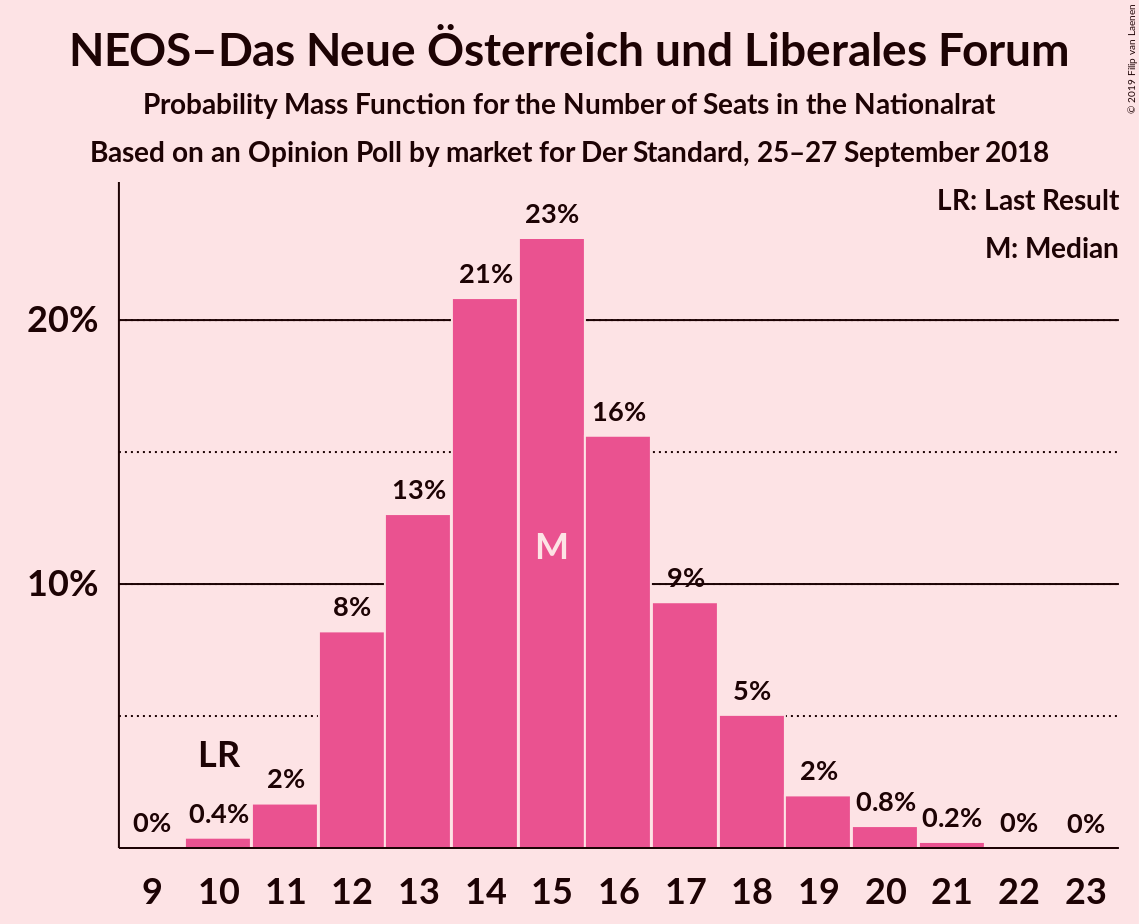 NEOS–Das Neue Österreich und Liberales Forum
Probability Mass Function for the Number of Seats in the Nationalrat
Based on an Opinion Poll by market for Der Standard, 25–27 September 2018
© 2019 Filip van Laenen
LR: Last Result
M: Median
20%
10%
0%
0.4%
2%
8%
13%
21%
23%
16%
9%
5%
2%
0.8%
0.2%
0%
0%
LR
M
9 10 11 12 13 14 15 16 17 18 19 20 21 22 23